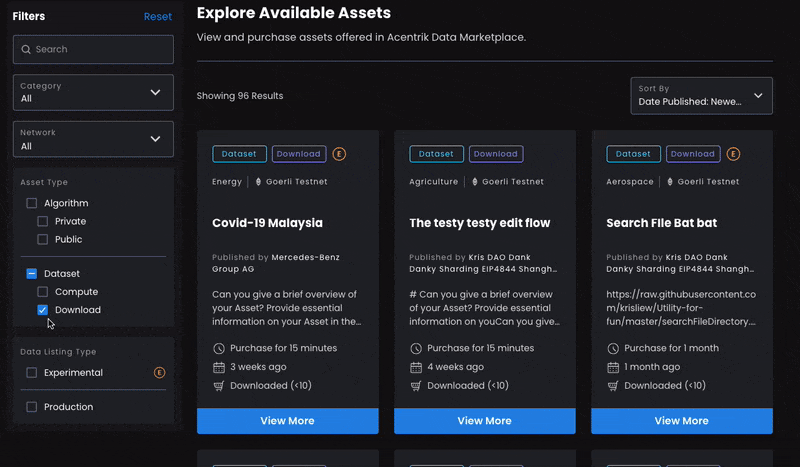 Filters
Reset
Search
Category
All
Network
All
Asset Type
Algorithm
Private
Public
Dataset
Compute
Download
Data Listing Type
Experimental E
Production
Explore Available Assets
View and purchase assets offered in Acentrik Data Marketplace.
Showing 96 Results
Sort By
Date Published: Newe...
Dataset Download E
Energy Goerli Testnet
Covid-19 Malaysia
Published by Mercedes-Benz
Group AG
Can you give a brief overview of
your Asset? Provide essential
information on your Asset in the...
Purchase for 15 minutes
3 weeks ago
Downloaded (<10)
View More
Dataset Download
Agriculture Goerli Testnet
The testy testy edit flow
Published by Kris DAO Dank
Danky Sharding EIP4844 Shangh...
# Can you give a brief overview
of your Asset? Provide essential
information on youCan you give...
Purchase for 15 minutes
4 weeks ago
Downloaded (<10)
View More
Dataset Download E
Aerospace Goerli Testnet
Search FIle Bat bat
Published by Kris DAO Dank
Danky Sharding EIP4844 Shangh...
https://raw.githubusercontent.co
m/krisliew/Utility-for-
fun/master/searchFileDirectory....
Purchase for 1 month
1 month ago
Downloaded (<10)
View More